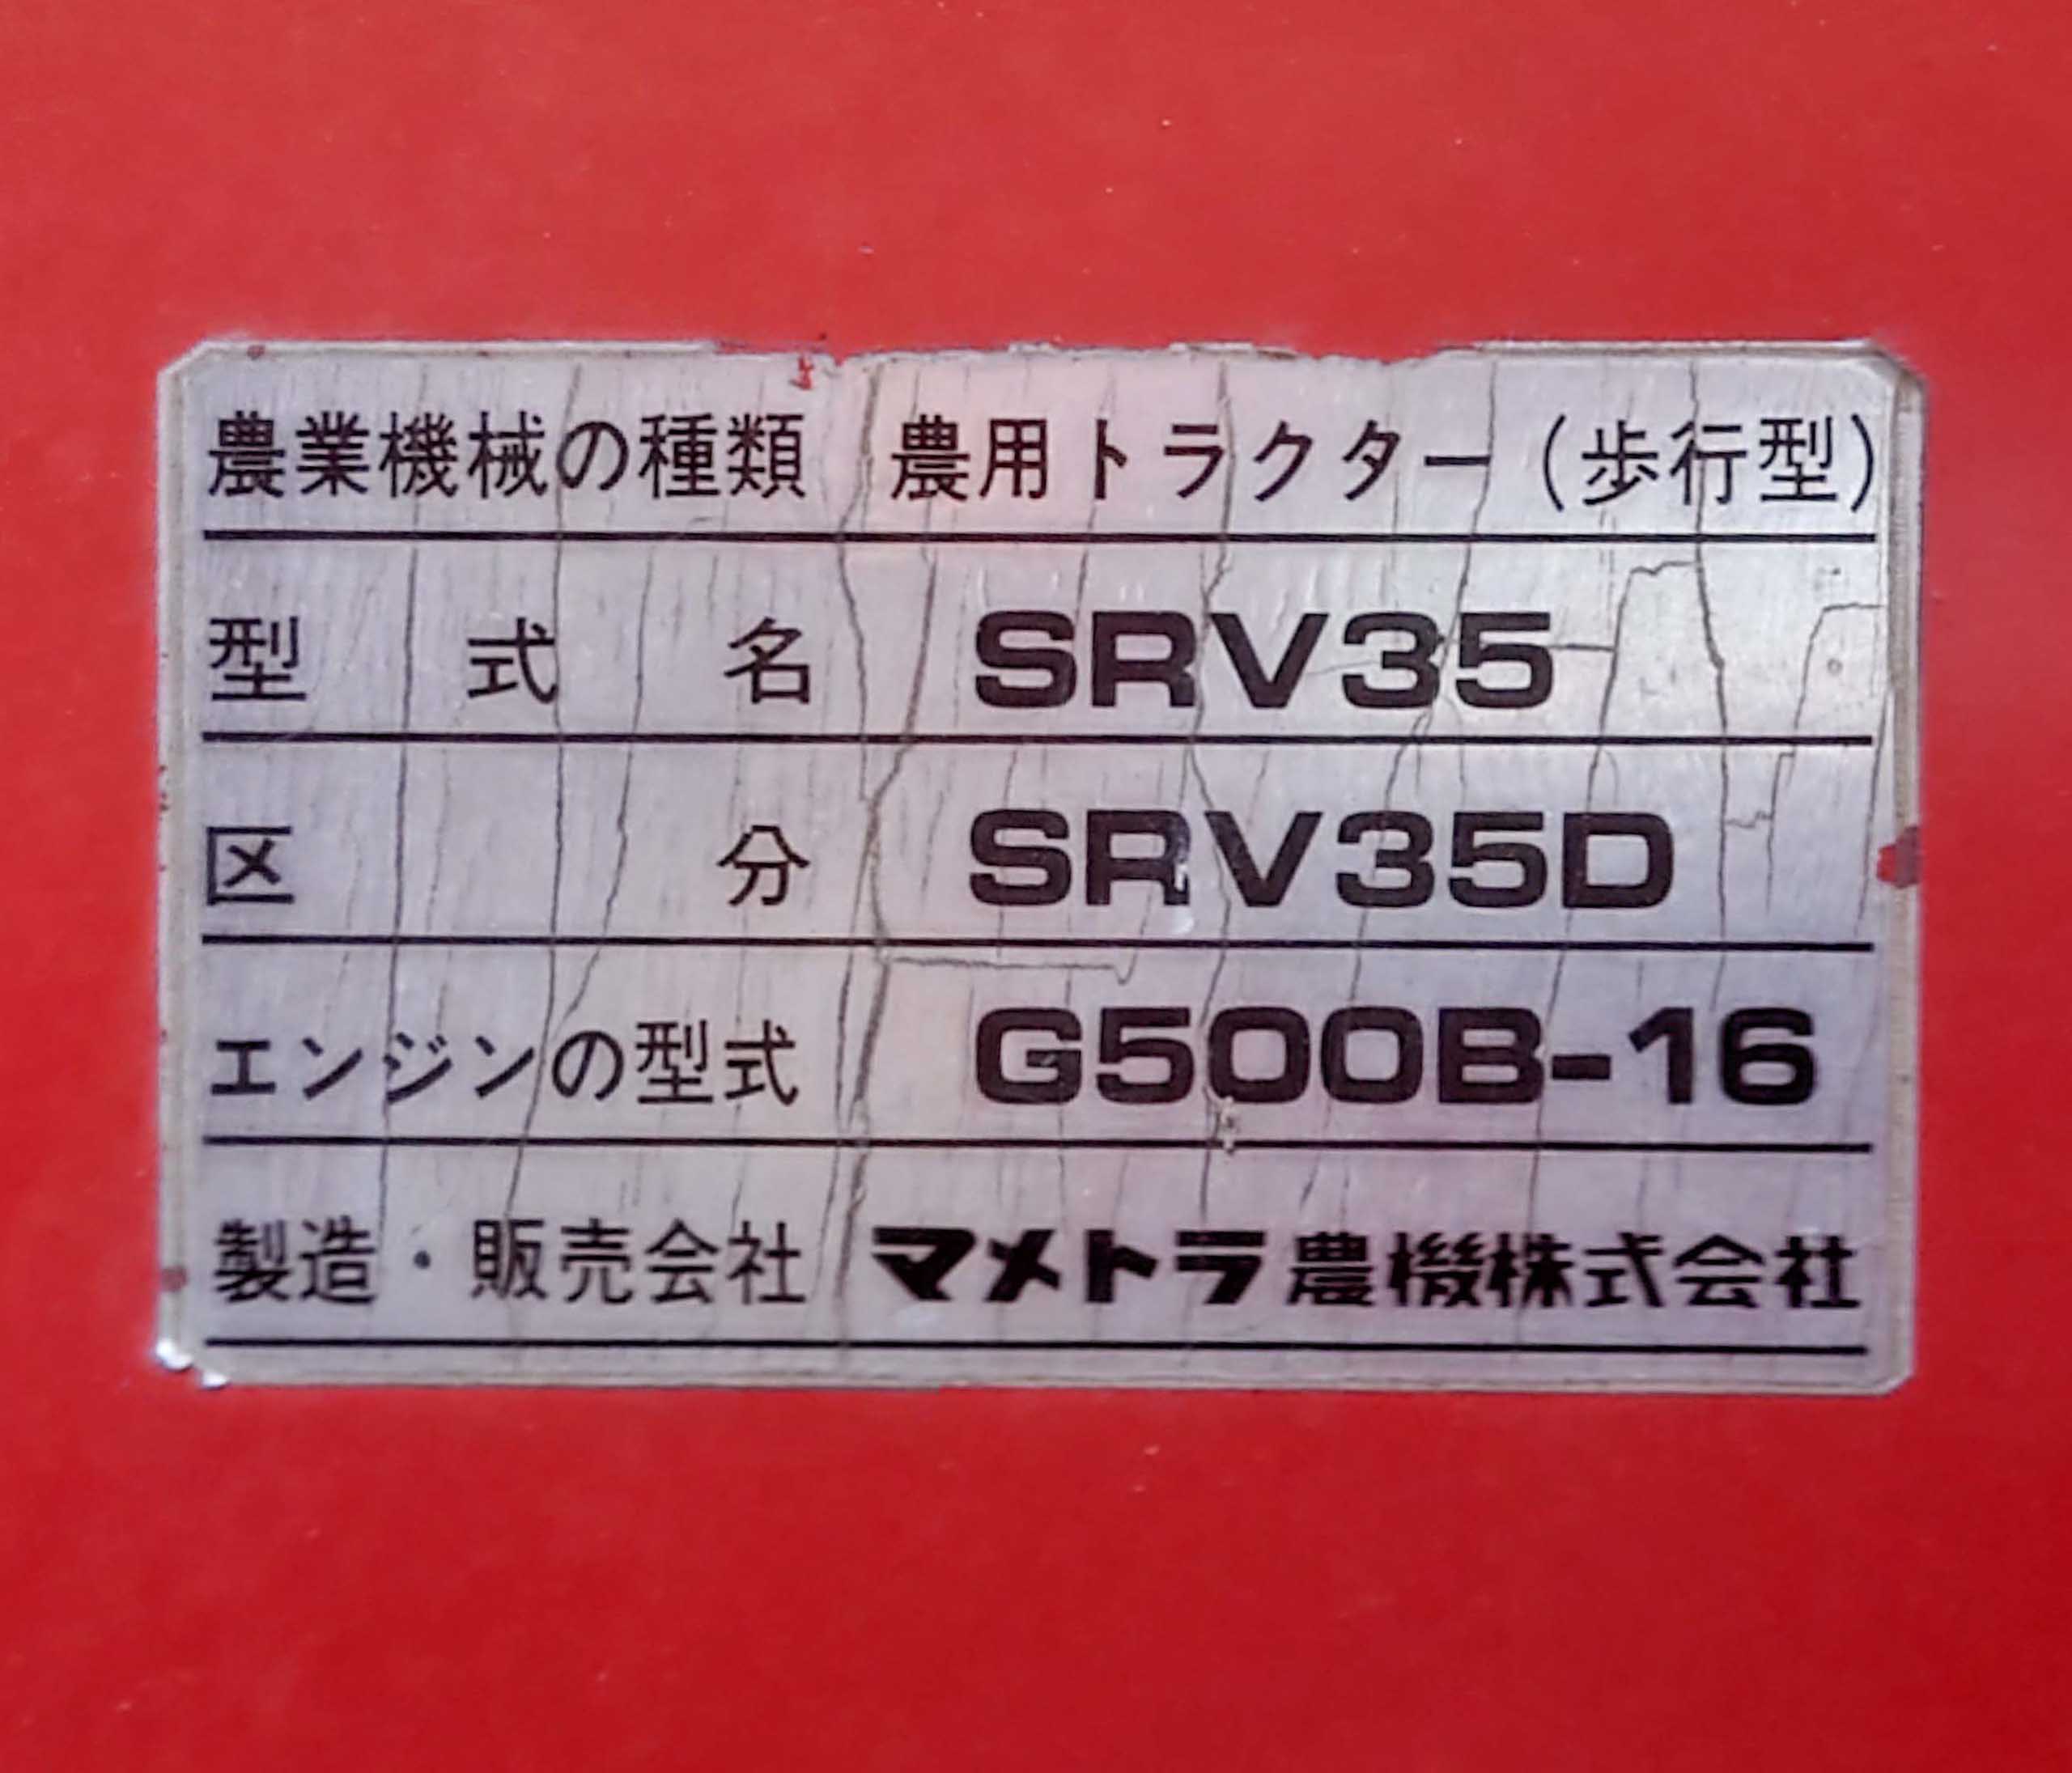 農業機械の種類 農用トラクター(歩行型)
型式名 SRV35
区分 SRV35D
エンジンの型式 G500B-16
製造・販売会社 マメトラ農機株式会社